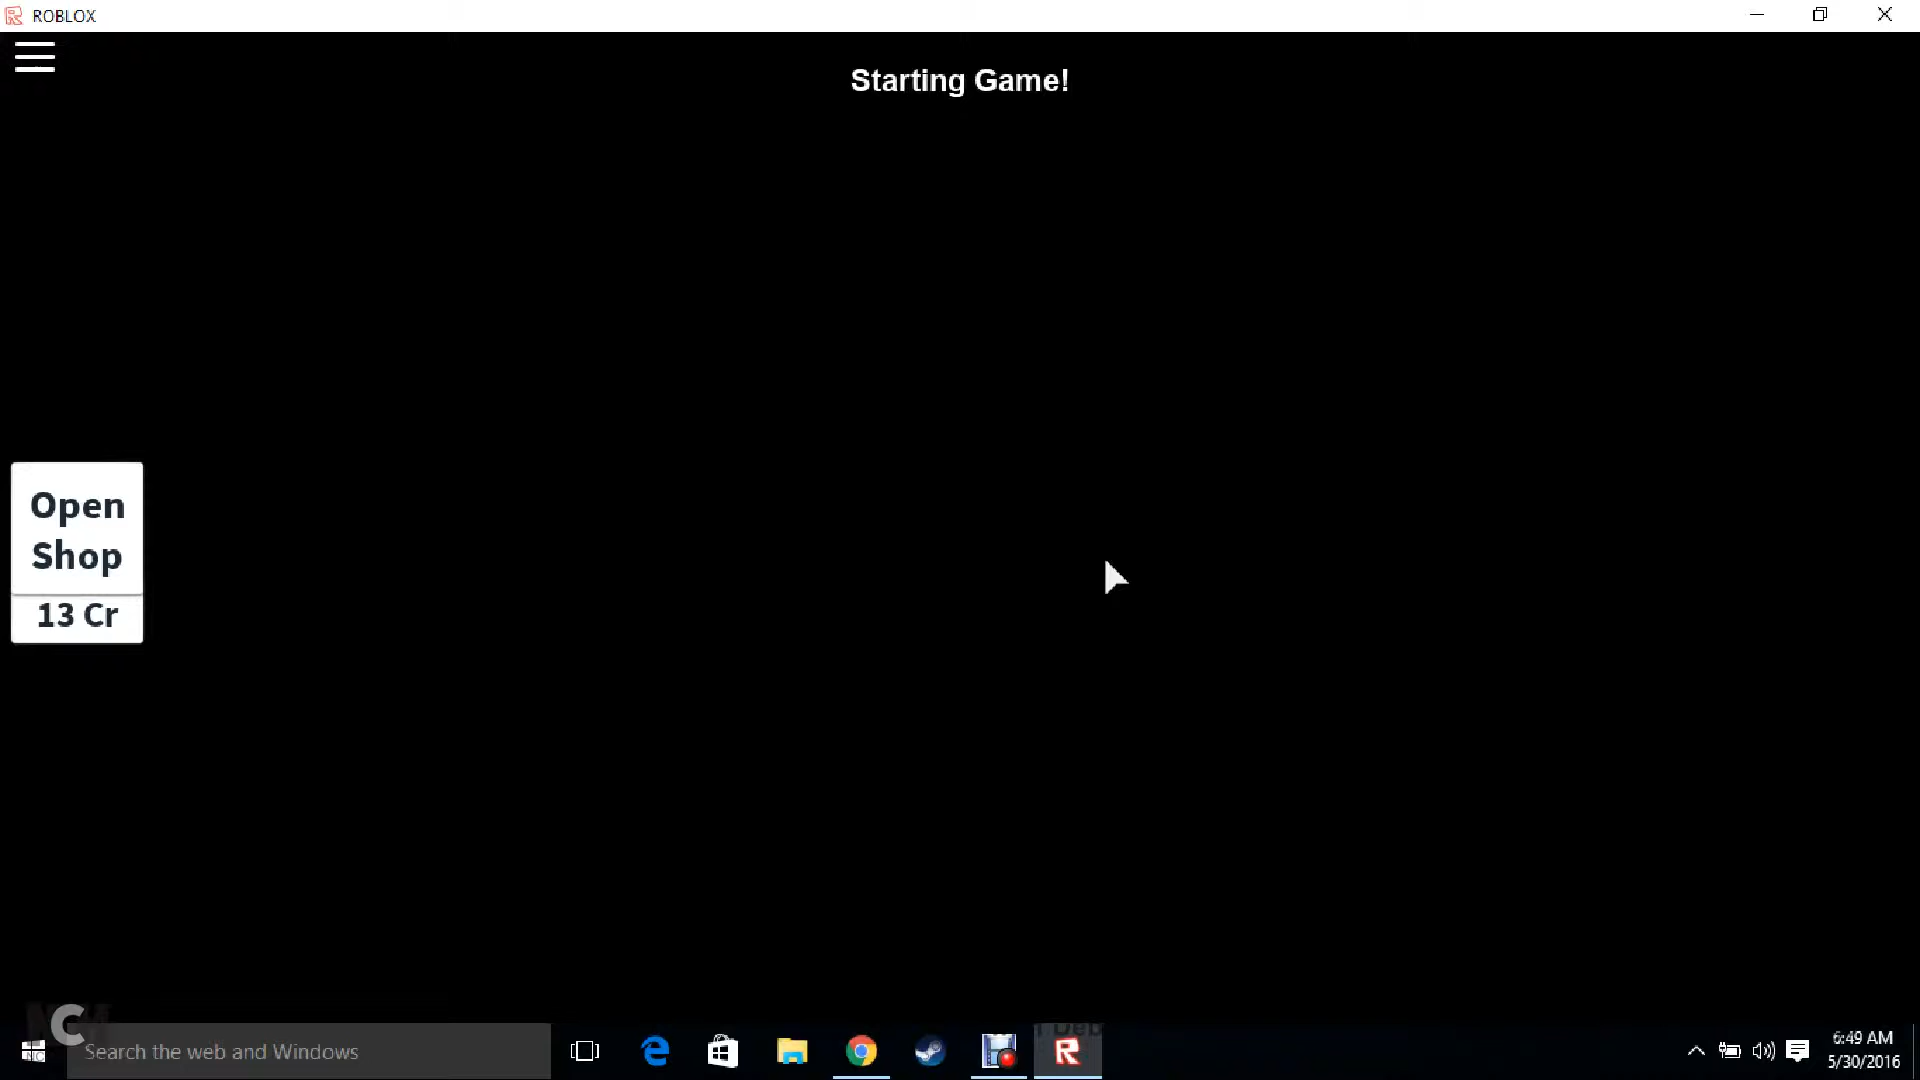 ROBLOX
Starting Game!
Open
Shop
13 Cr
Search the web and Windows
6:49 AM
5/30/2016